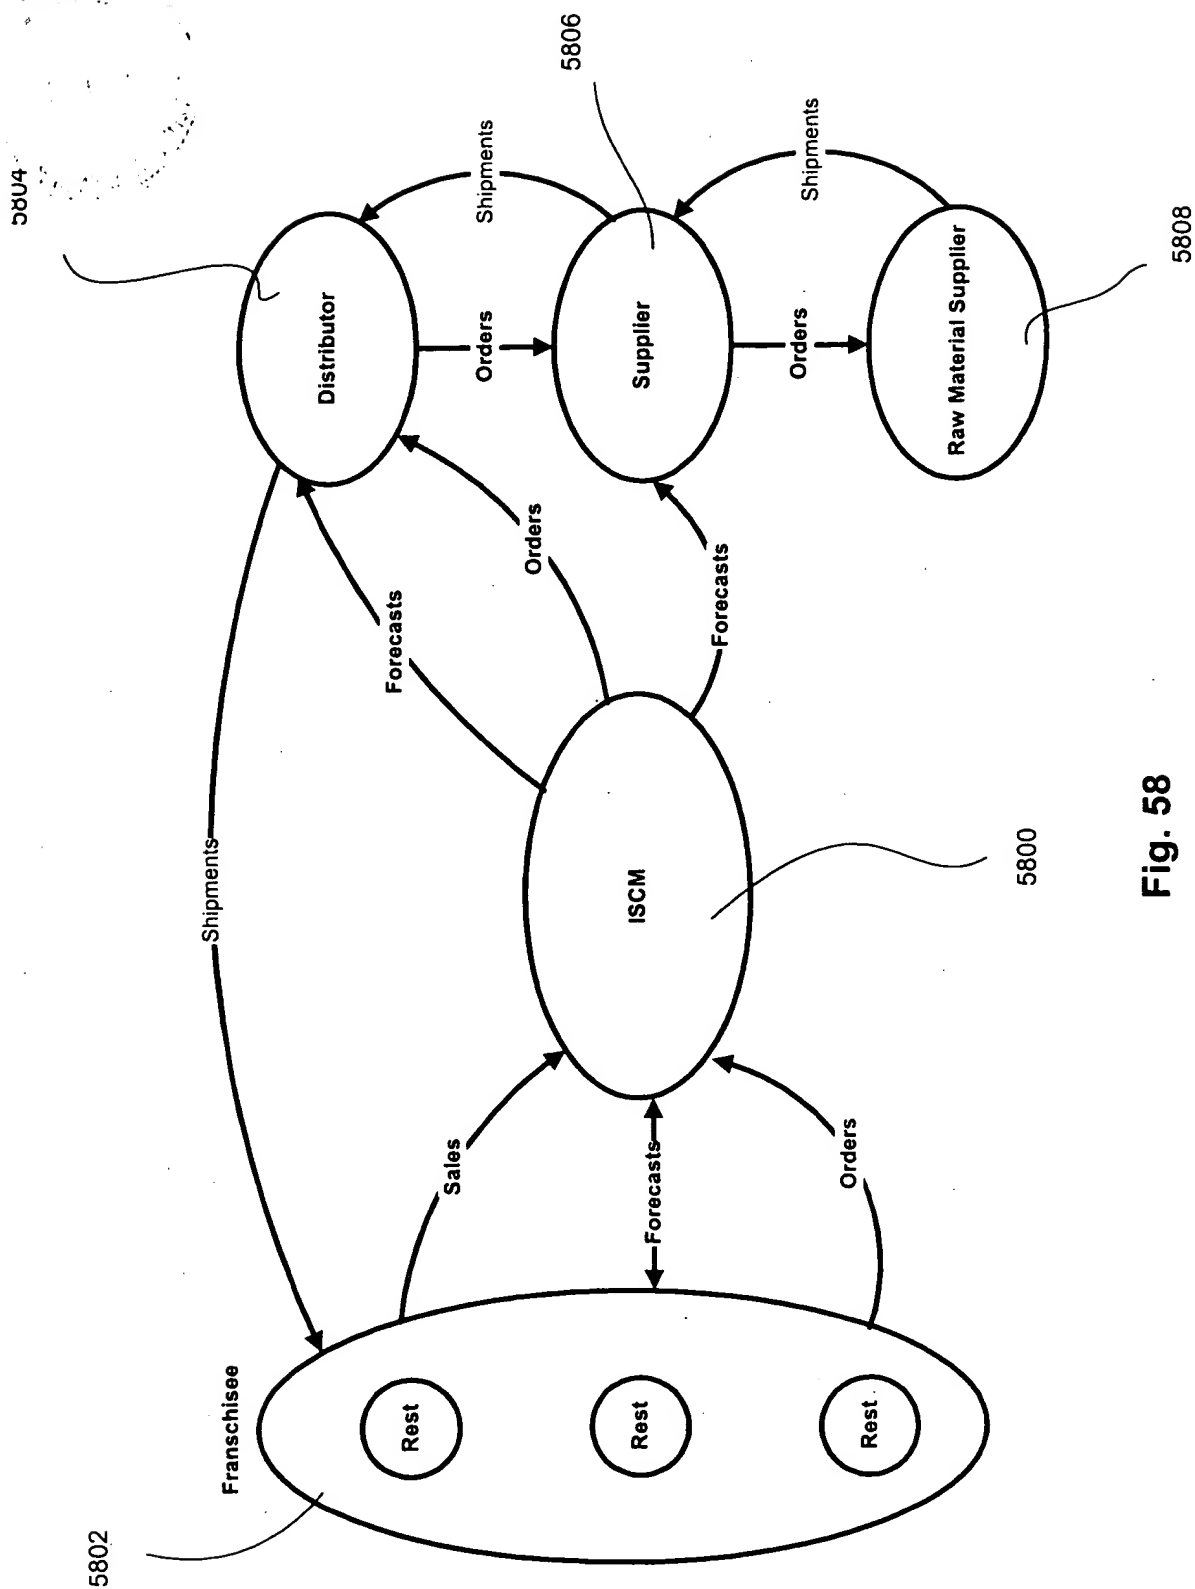 5802
Franschisee
Rest
Rest
Rest
Shipments
Sales
Forecasts
Orders
ISCM
5800
Forecasts
Orders
Forecasts
5804
Distributor
Orders
Shipments
5806
Supplier
Orders
Shipments
Raw Material Supplier
5808
Fig. 58